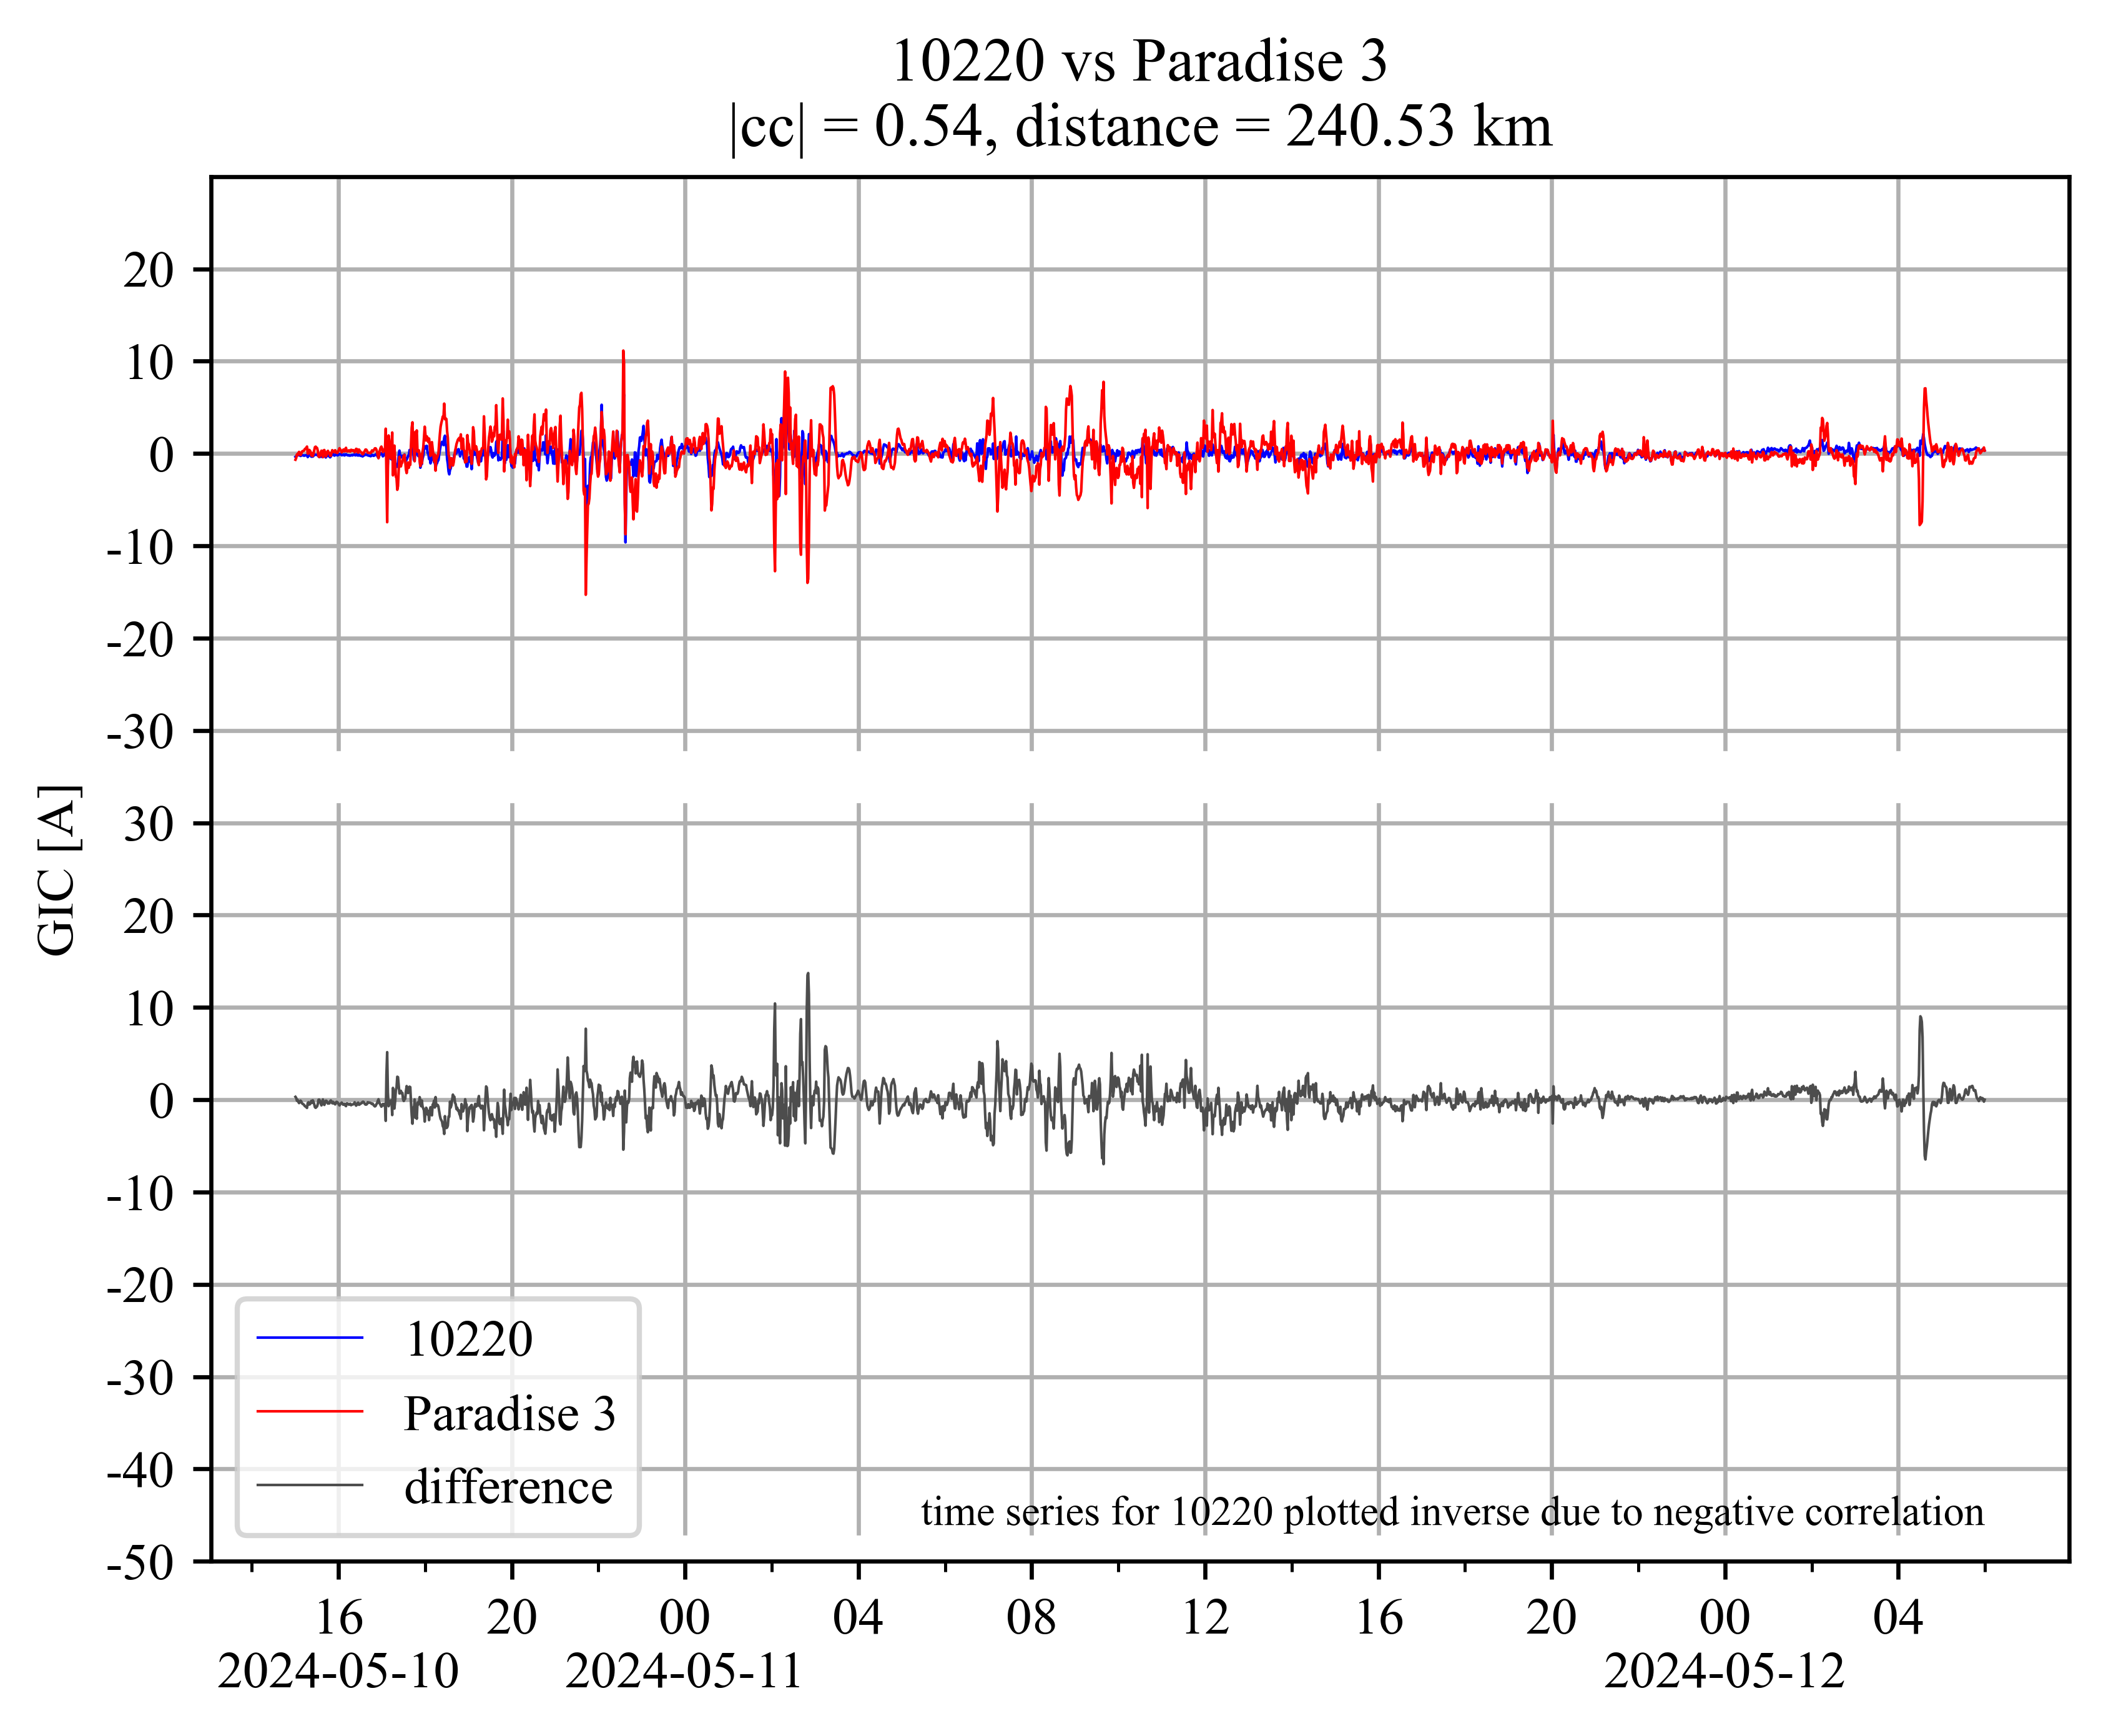 10220 vs Paradise 3
|cc| = 0.54, distance = 240.53 km
GIC [A]
20
10
0
-10
-20
-30
30
20
10
0
-10
-20
-30
-40
-50
10220
Paradise 3
difference
time series for 10220 plotted inverse due to negative correlation
16 20 00 04 08 12 16 20 00 04
2024-05-10 2024-05-11 2024-05-12